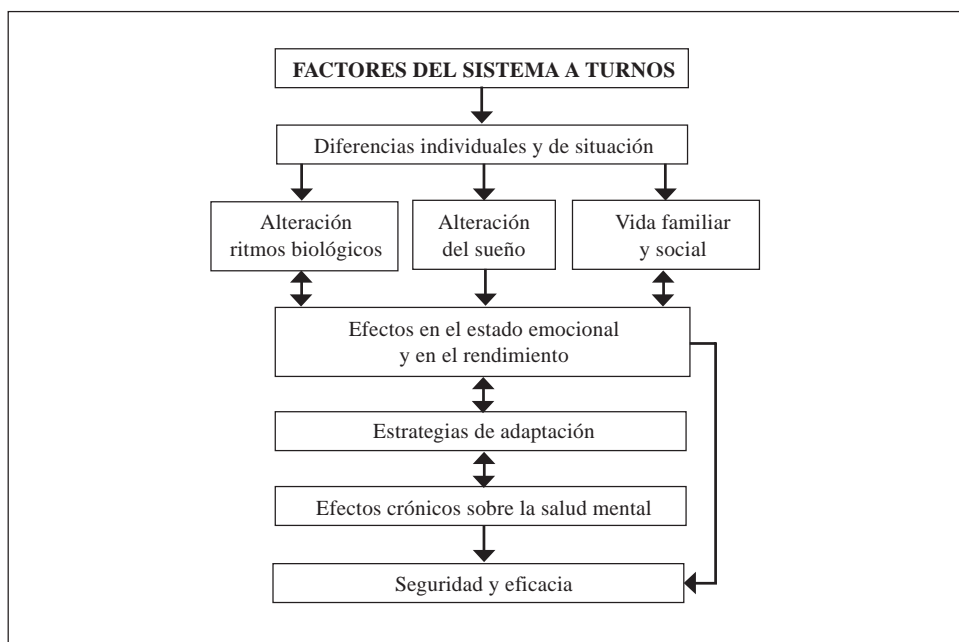 FACTORES DEL SISTEMA A TURNOS
Diferencias individuales y de situación
Alteración
ritmos biológicos
Alteración
del sueño
Vida familiar
y social
Efectos en el estado emocional
y en el rendimiento
Estrategias de adaptación
Efectos crónicos sobre la salud mental
Seguridad y eficacia